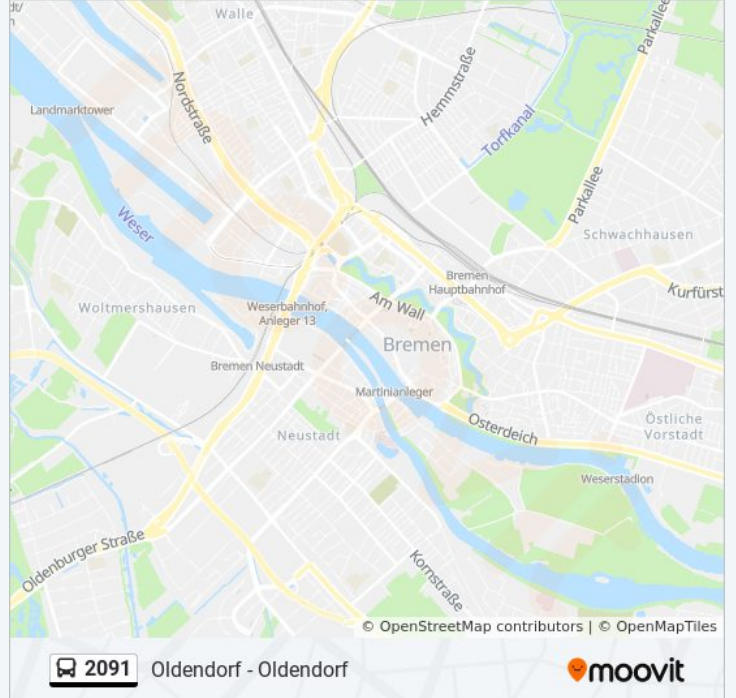 dt/
Walle
Parkallee
Nordstraße
Hemmstraße
Landmarktower
Torfkanal
Parkallee
Weser
Schwachhausen
Bremen
Hauptbahnhof
Kurfürst
Am Wall
Woltmershausen
Weserbahnhof,
Anleger 13
Bremen
Bremen Neustadt
Martinianleger
Osterdeich
Östliche
Vorstadt
Neustadt
Weserstadion
Oldenburger Straße
Kornstraße
© OpenStreetMap contributors | © OpenMapTiles
2091 Oldendorf - Oldendorf
moovit